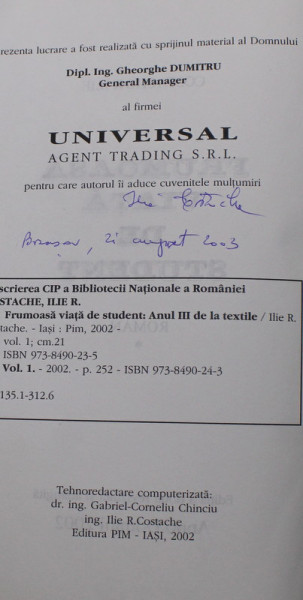 rezenta lucrare a fost realizată cu sprijinul material al Domnului
Dipl. Ing. Gheorghe DUMITRU
General Manager
al firmei
UNIVERSAL
AGENT TRADING S.R.L.
pentru care autorul îi aduce cuvenitele mulțumiri
Ilie Costache
Brașov, 21 august 2003
scrierea CIP a Bibliotecii Naționale a României
STACHE, ILIE R.
Frumoasă viață de student: Anul III de la textile / Ilie R.
tache. - Iași : Pim, 2002 -
vol. 1; cm.21
ISBN 973-8490-23-5
Vol. 1. - 2002. - p. 252 - ISBN 973-8490-24-3
135.1-312.6
Tehnoredactare computerizată:
dr. ing. Gabriel-Corneliu Chinciu
ing. Ilie R.Costache
Editura PIM - IAȘI, 2002